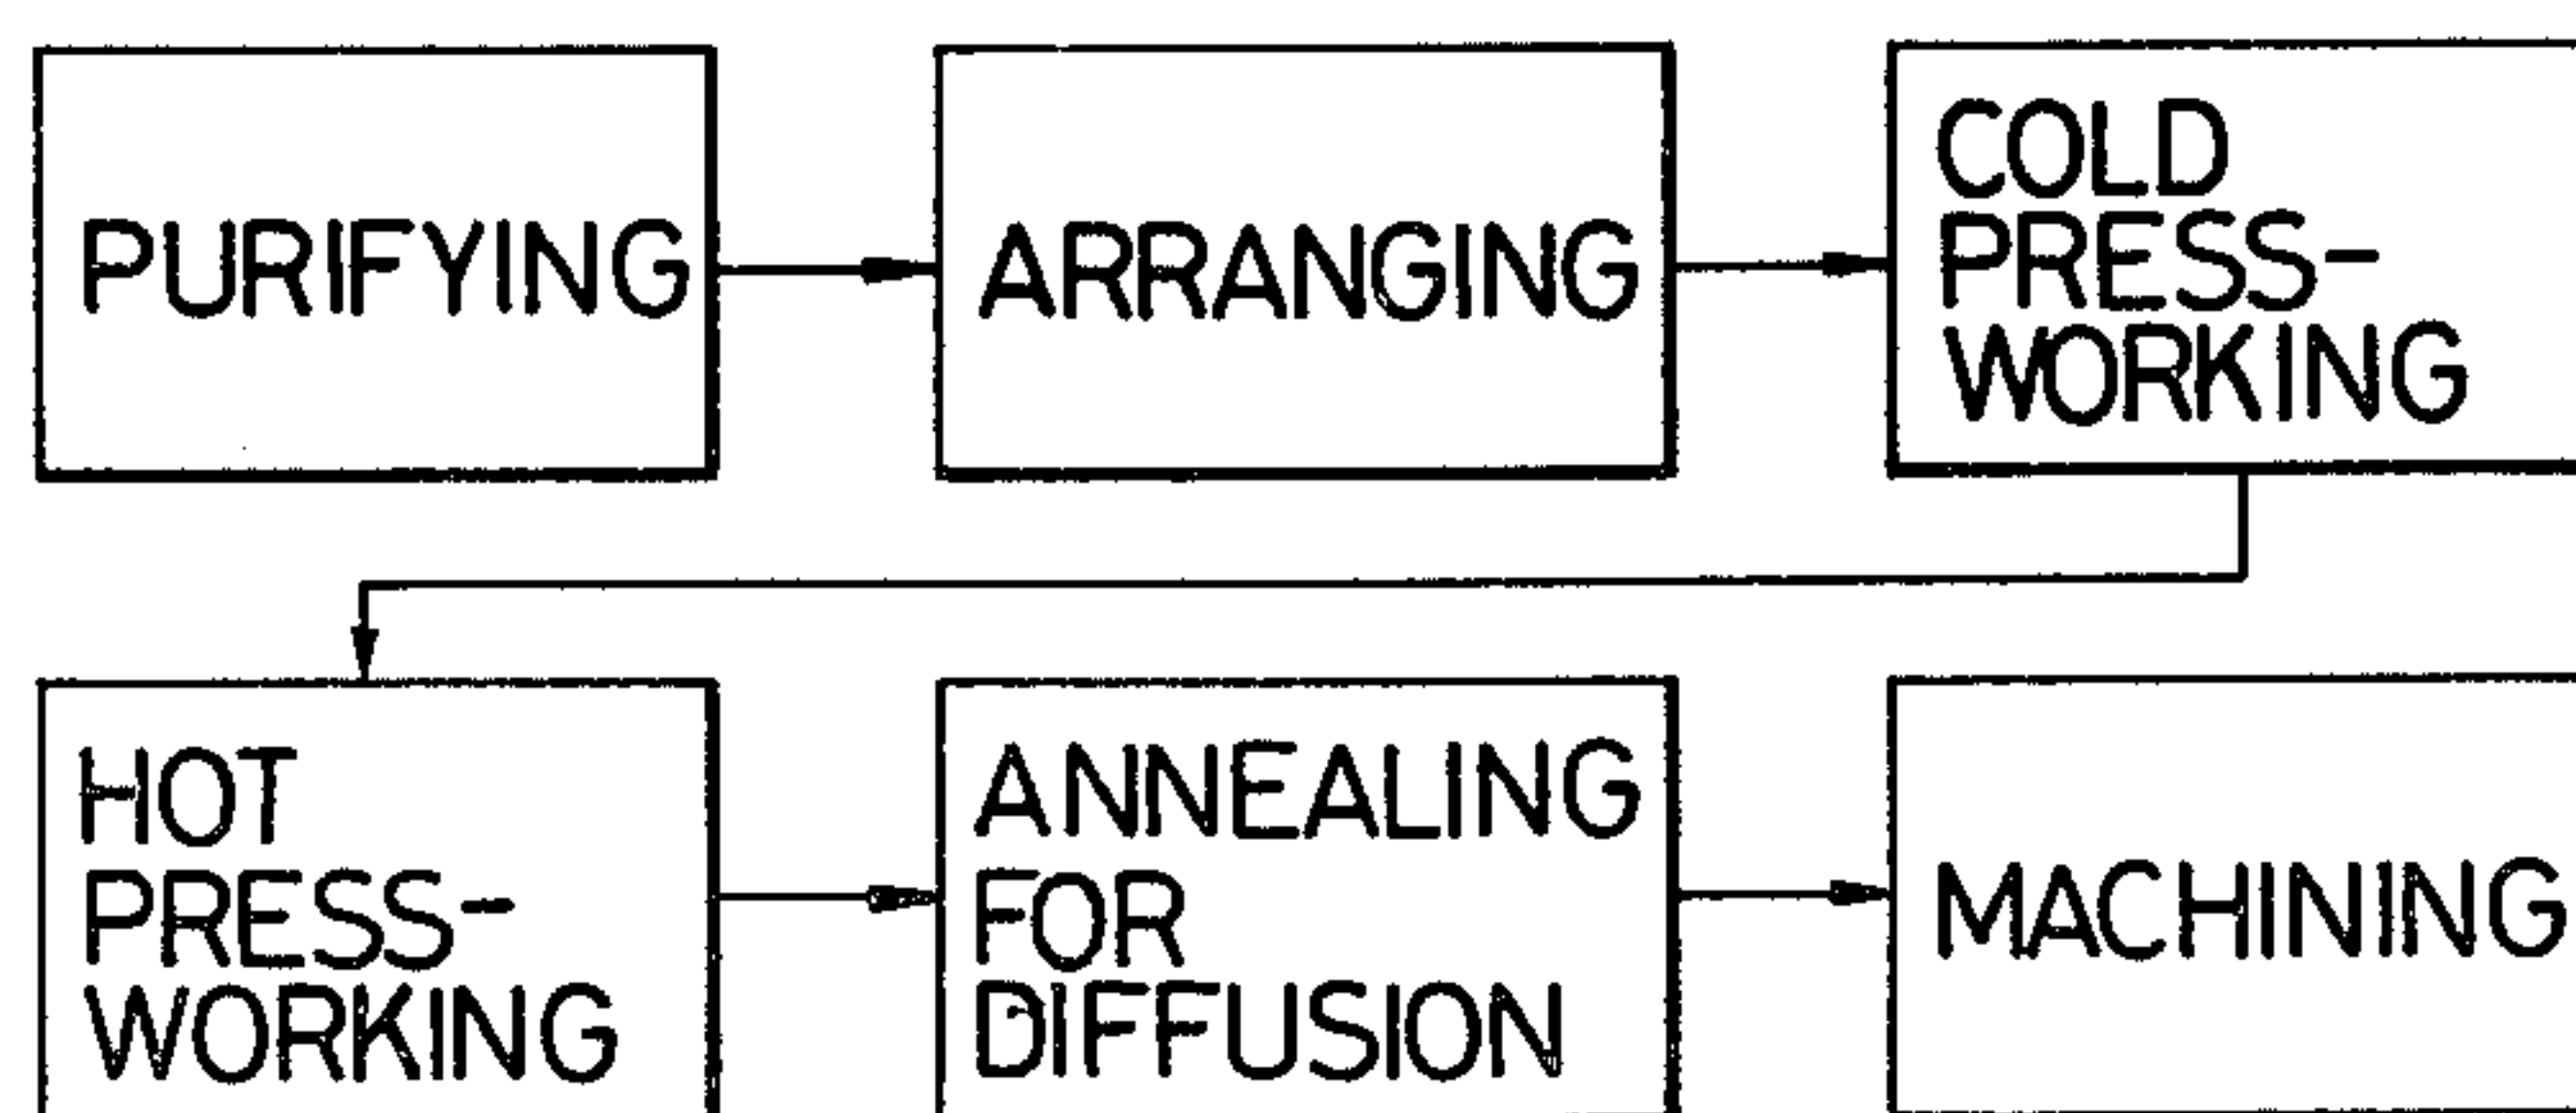 PURIFYING
ARRANGING
COLD
PRESS-
WORKING
HOT
PRESS-
WORKING
ANNEALING
FOR
DIFFUSION
MACHINING